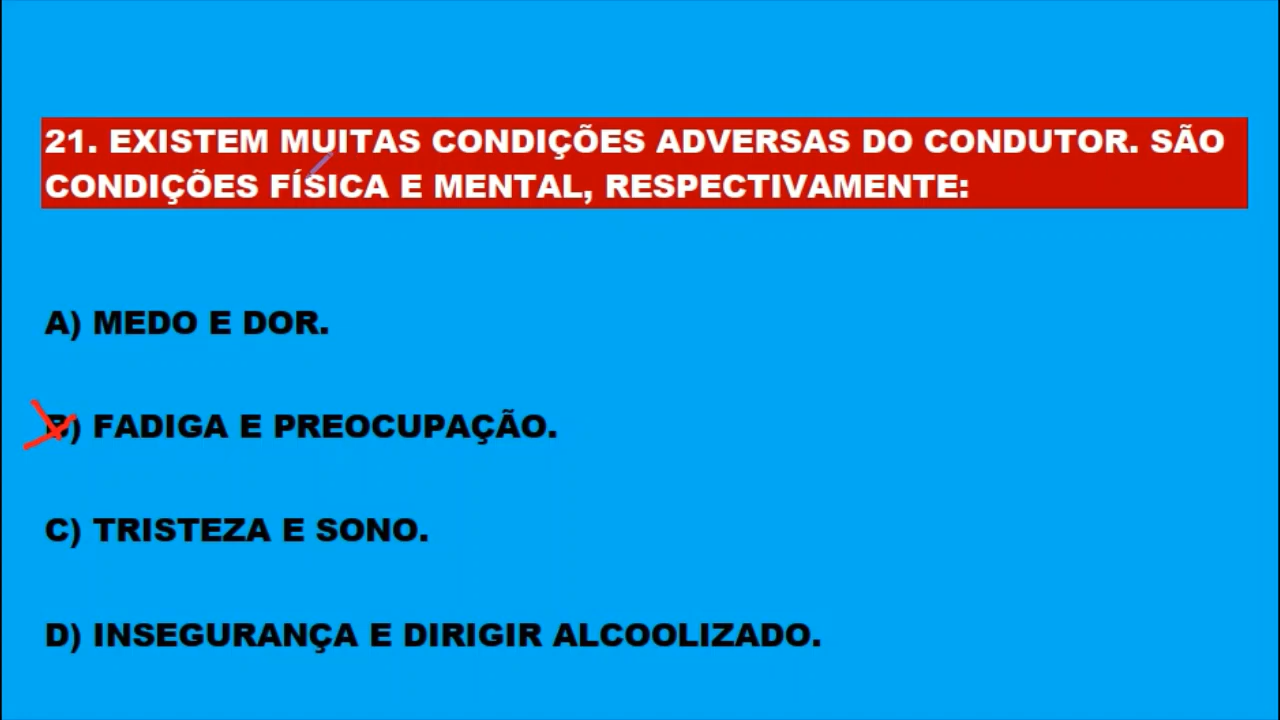 21. EXISTEM MUITAS CONDIÇÕES ADVERSAS DO CONDUTOR. SÃO
CONDIÇÕES FÍSICA E MENTAL, RESPECTIVAMENTE:
A) MEDO E DOR.
B) FADIGA E PREOCUPAÇÃO.
C) TRISTEZA E SONO.
D) INSEGURANÇA E DIRIGIR ALCOOLIZADO.